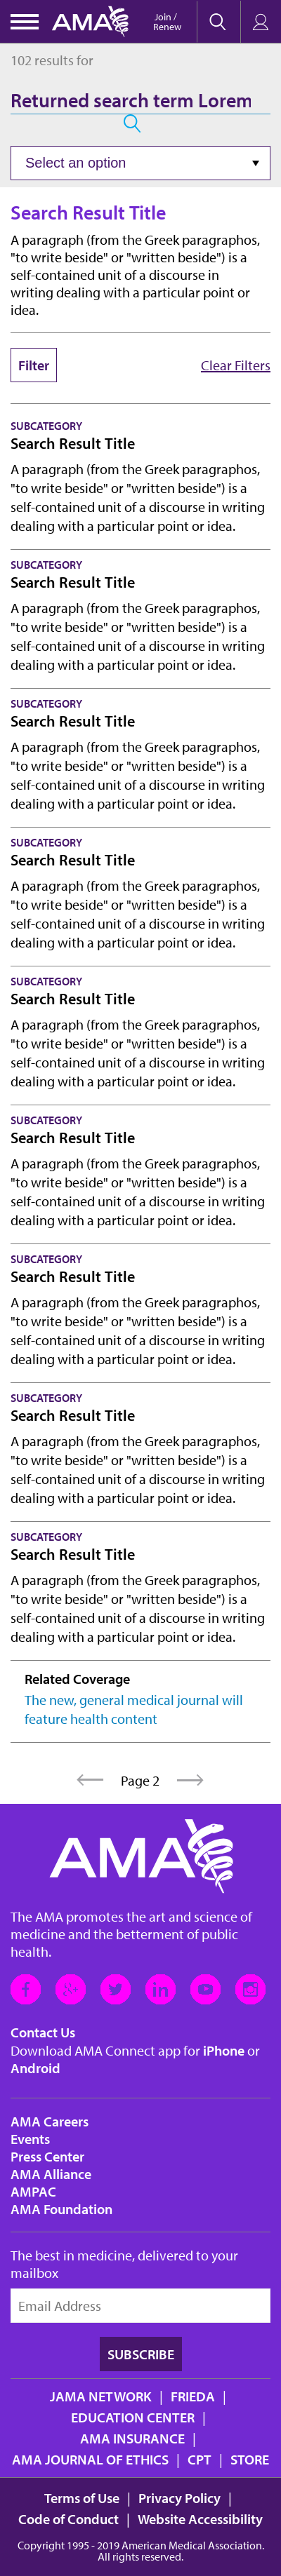 AMA
Join /
Renew
102 results for
Returned search term Lorem
Select an option
Search Result Title
A paragraph (from the Greek paragraphos,
"to write beside" or "written beside") is a
self-contained unit of a discourse in
writing dealing with a particular point or
idea.
Filter
Clear Filters
SUBCATEGORY
Search Result Title
A paragraph (from the Greek paragraphos,
"to write beside" or "written beside") is a
self-contained unit of a discourse in writing
dealing with a particular point or idea.
SUBCATEGORY
Search Result Title
A paragraph (from the Greek paragraphos,
"to write beside" or "written beside") is a
self-contained unit of a discourse in writing
dealing with a particular point or idea.
SUBCATEGORY
Search Result Title
A paragraph (from the Greek paragraphos,
"to write beside" or "written beside") is a
self-contained unit of a discourse in writing
dealing with a particular point or idea.
SUBCATEGORY
Search Result Title
A paragraph (from the Greek paragraphos,
"to write beside" or "written beside") is a
self-contained unit of a discourse in writing
dealing with a particular point or idea.
SUBCATEGORY
Search Result Title
A paragraph (from the Greek paragraphos,
"to write beside" or "written beside") is a
self-contained unit of a discourse in writing
dealing with a particular point or idea.
SUBCATEGORY
Search Result Title
A paragraph (from the Greek paragraphos,
"to write beside" or "written beside") is a
self-contained unit of a discourse in writing
dealing with a particular point or idea.
SUBCATEGORY
Search Result Title
A paragraph (from the Greek paragraphos,
"to write beside" or "written beside") is a
self-contained unit of a discourse in writing
dealing with a particular point or idea.
SUBCATEGORY
Search Result Title
A paragraph (from the Greek paragraphos,
"to write beside" or "written beside") is a
self-contained unit of a discourse in writing
dealing with a particular point or idea.
SUBCATEGORY
Search Result Title
A paragraph (from the Greek paragraphos,
"to write beside" or "written beside") is a
self-contained unit of a discourse in writing
dealing with a particular point or idea.
Related Coverage
The new, general medical journal will
feature health content
Page 2
AMA
The AMA promotes the art and science of
medicine and the betterment of public
health.
Contact Us
Download AMA Connect app for iPhone or
Android
AMA Careers
Events
Press Center
AMA Alliance
AMPAC
AMA Foundation
The best in medicine, delivered to your
mailbox
Email Address
SUBSCRIBE
JAMA NETWORK | FRIEDA |
EDUCATION CENTER |
AMA INSURANCE |
AMA JOURNAL OF ETHICS | CPT | STORE
Terms of Use | Privacy Policy |
Code of Conduct | Website Accessibility
Copyright 1995 - 2019 American Medical Association.
All rights reserved.